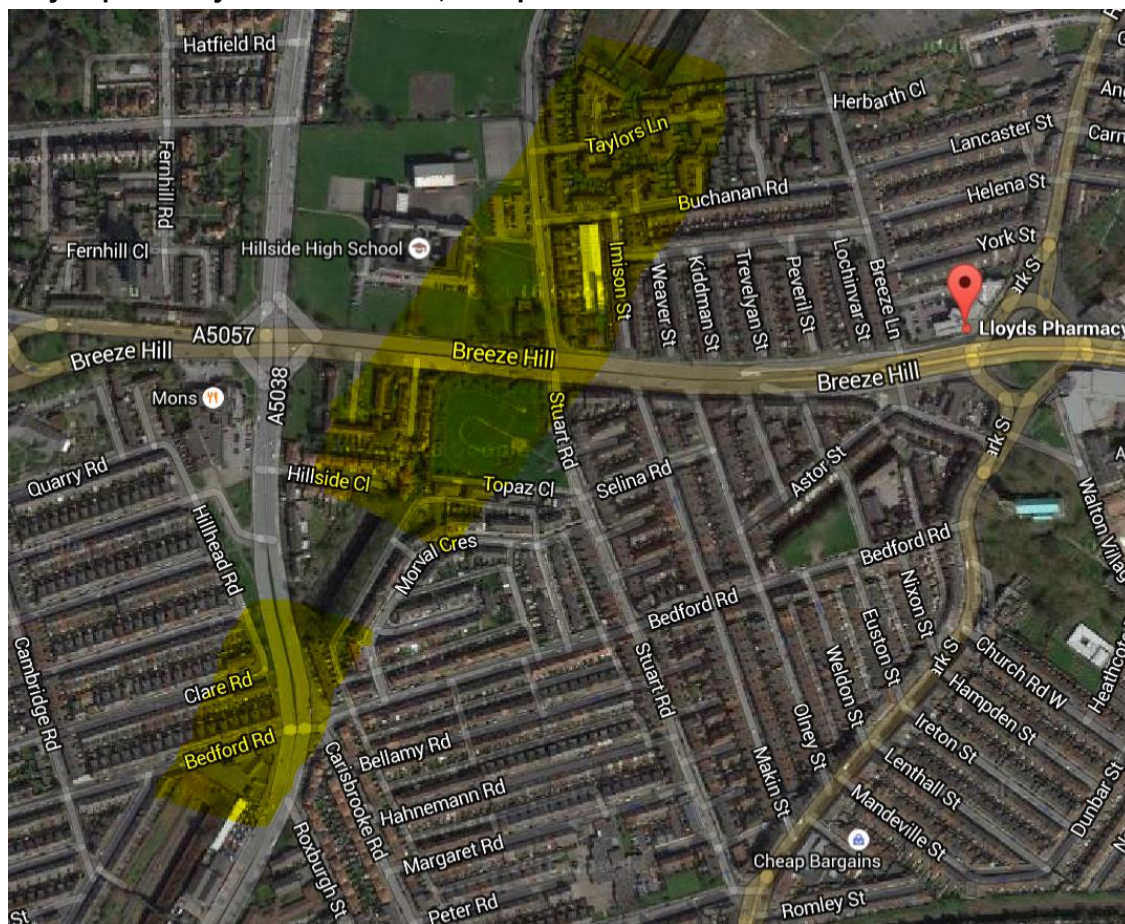 Hatfield Rd
Herbarth Cl
Taylors Ln
Lancaster St
Fernhill Rd
Buchanan Rd
Helena St
Fernhill Cl
Hillside High School
York St
Imison St
Weaver St
Kiddman St
Trevelyan St
Peveril St
Lochinvar St
Breeze Ln
Lloyds Pharmacy
A5057
Breeze Hill
Breeze Hill
Breeze Hill
Mons
A5038
Stuart Rd
Quarry Rd
Hillside Cl
Topaz Cl
Selina Rd
Astor St
Walton Villag
Hillhead Rd
Morval Cres
Bedford Rd
Bedford Rd
Nixon St
Euston St
Cambridge Rd
Clare Rd
Stuart Rd
Weldon St
Church Rd W
Heathcot
Bedford Rd
Carisbrooke Rd
Bellamy Rd
Olney St
Hampden St
Ireton St
Hahnemann Rd
Makin St
Lenthall St
Dunbar St
Roxburgh St
Margaret Rd
Mandeville St
Cheap Bargains
Peter Rd
Romley St